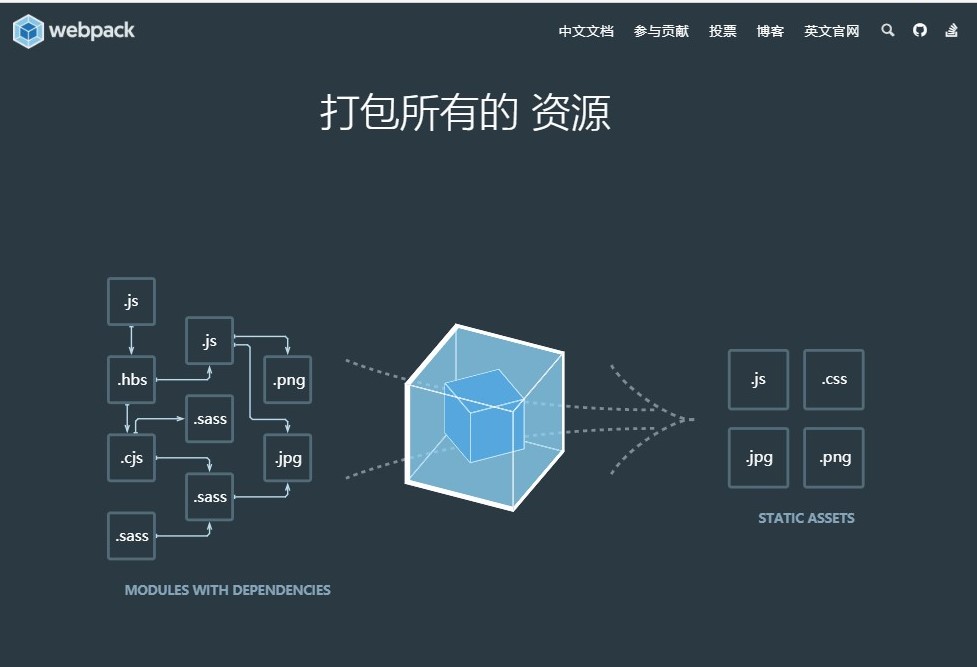 webpack
中文文档 参与贡献 投票 博客 英文官网
打包所有的 资源
.js
.js
.hbs
.png
.sass
.cjs
.jpg
.sass
.sass
MODULES WITH DEPENDENCIES
.js .css
.jpg .png
STATIC ASSETS